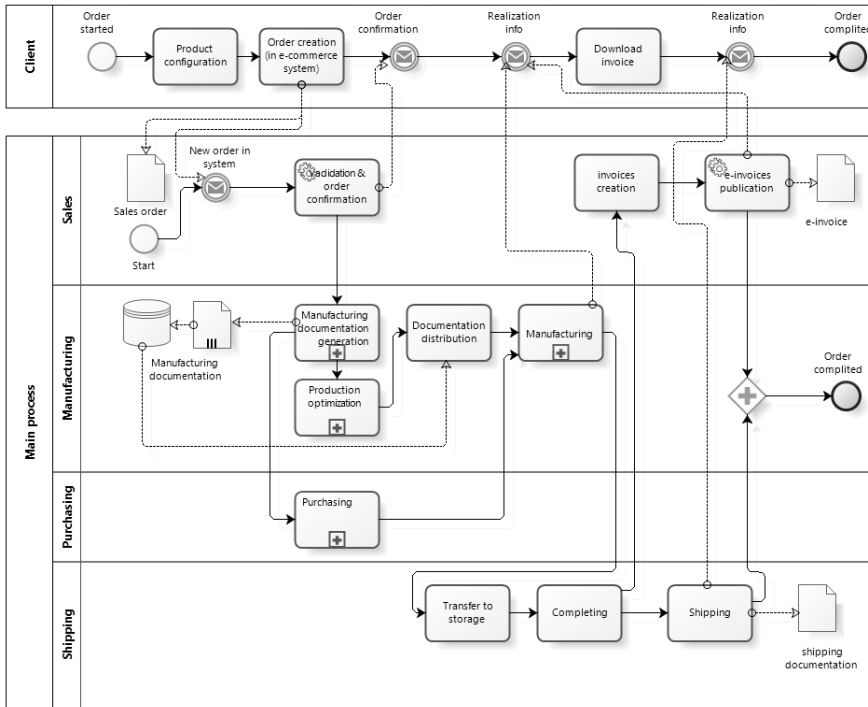 Client
Order
started
Product
configuration
Order creation
(in e-commerce
system)
Order
confirmation
Realization
info
Download
invoice
Realization
info
Order
complited
Main process
Sales
Sales order
New order in
system
Start
Vadidation &
order
confirmation
invoices
creation
e-invoices
publication
e-invoice
Manufacturing
Manufacturing
documentation
Manufacturing
documentation
generation
Production
optimization
Documentation
distribution
Manufacturing
Order
complited
Purchasing
Purchasing
Shipping
Transfer to
storage
Completing
Shipping
shipping
documentation